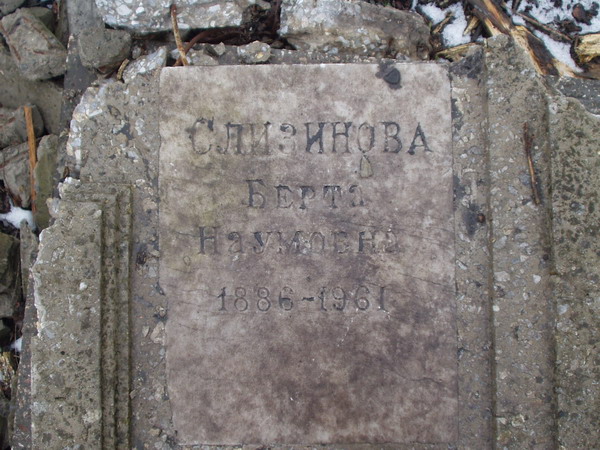 Слизинова
Берта
Наумовна
1886-1961